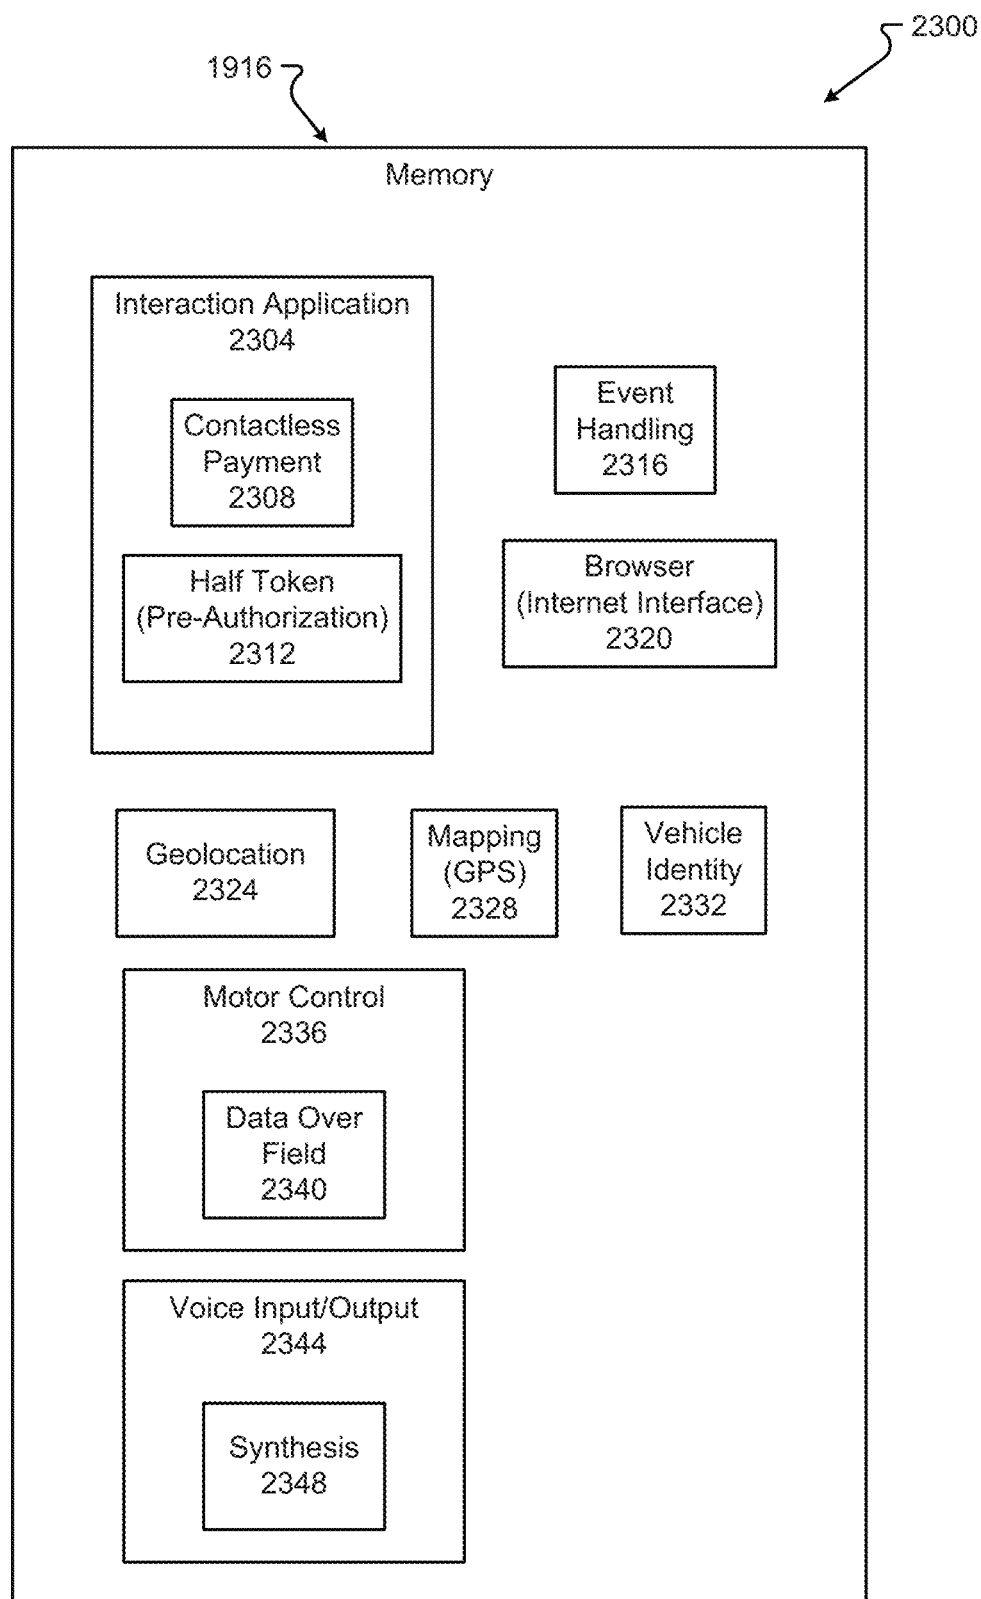 2300
1916
Memory
Interaction Application
2304
Contactless
Payment
2308
Half Token
(Pre-Authorization)
2312
Event
Handling
2316
Browser
(Internet Interface)
2320
Geolocation
2324
Mapping
(GPS)
2328
Vehicle
Identity
2332
Motor Control
2336
Data Over
Field
2340
Voice Input/Output
2344
Synthesis
2348